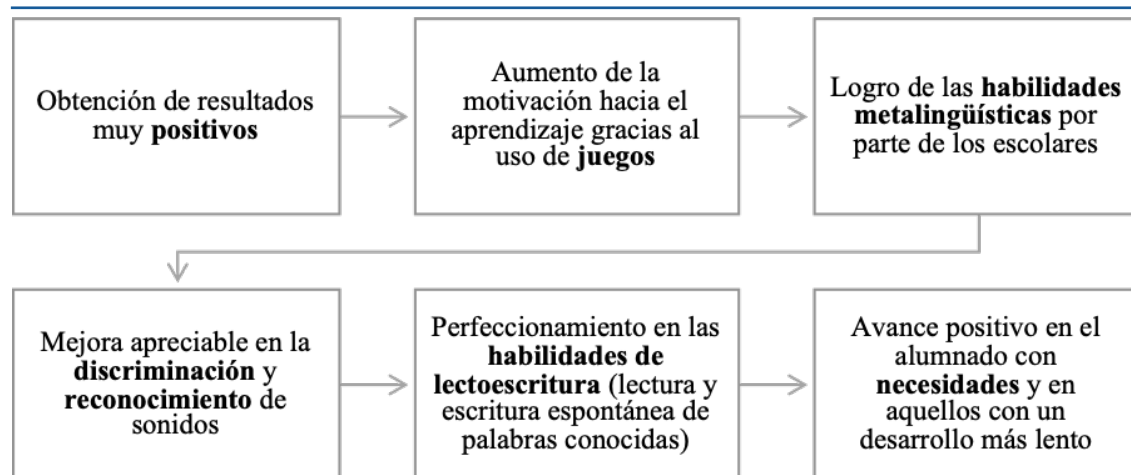 Obtención de resultados
muy positivos
Aumento de la
motivación hacia el
aprendizaje gracias al
uso de juegos
Logro de las habilidades
metalingüísticas por
parte de los escolares
Mejora apreciable en la
discriminación y
reconocimiento de
sonidos
Perfeccionamiento en las
habilidades de
lectoescritura (lectura y
escritura espontánea de
palabras conocidas)
Avance positivo en el
alumnado con
necesidades y en
aquellos con un
desarrollo más lento